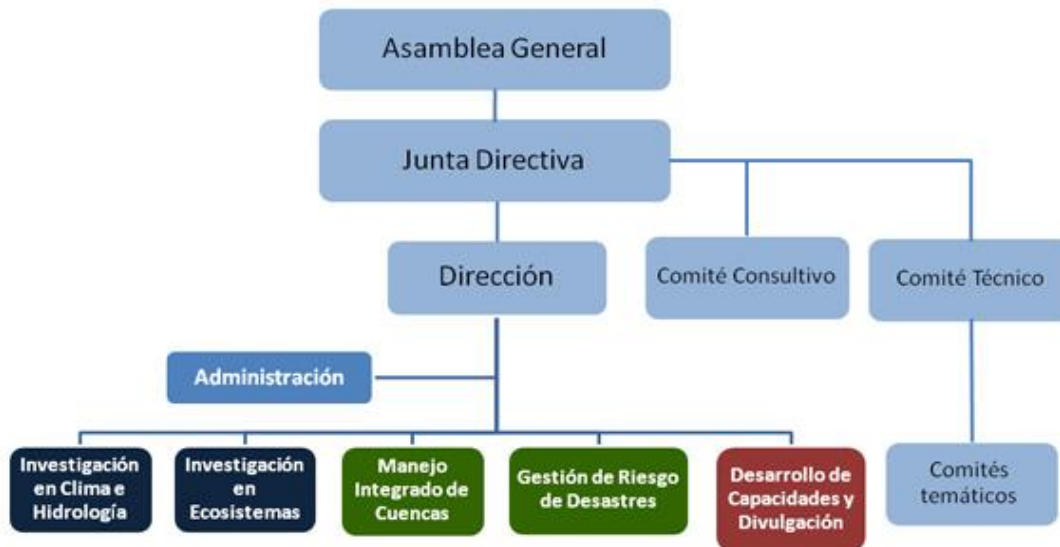 Asamblea General
Junta Directiva
Dirección
Comité Consultivo
Comité Técnico
Administración
Investigación
en Clima e
Hidrología
Investigación
en
Ecosistemas
Manejo
Integrado de
Cuencas
Gestión de Riesgo
de Desastres
Desarrollo de
Capacidades y
Divulgación
Comités
temáticos